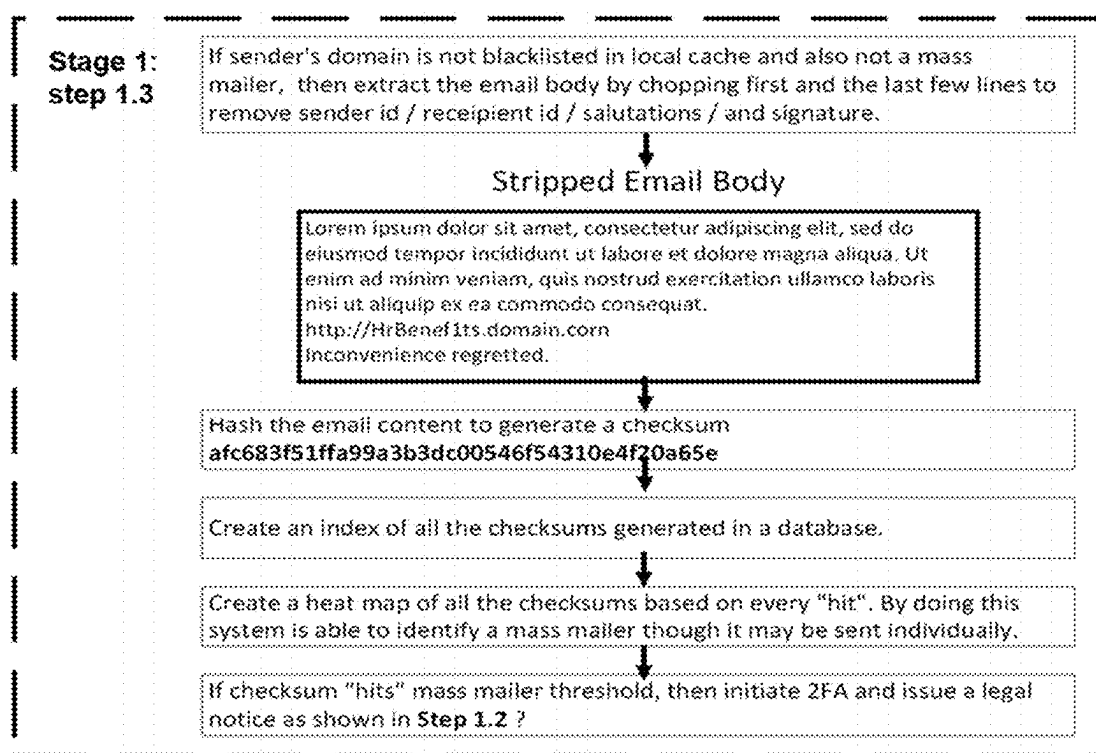 Stage 1:
step 1.3
If sender's domain is not blacklisted in local cache and also not a mass
mailer, then extract the email body by chopping first and the last few lines to
remove sender id / receipient id / salutations / and signature.
Stripped Email Body
Lorem ipsum dolor sit amet, consectetur adipiscing elit, sed do
eiusmod tempor incididunt ut labore et dolore magna aliqua. Ut
enim ad minim veniam, quis nostrud exercitation ullamco laboris
nisi ut aliquip ex ea commodo consequat.
http://HrBenef1ts.domain.corn
Inconvenience regretted.
Hash the email content to generate a checksum
afc683f51ffa99a3b3dc00546f54310e4f20a65e
Create an index of all the checksums generated in a database.
Create a heat map of all the checksums based on every "hit". By doing this
system is able to identify a mass mailer though it may be sent individually.
If checksum "hits" mass mailer threshold, then initiate 2FA and issue a legal
notice as shown in Step 1.2 ?